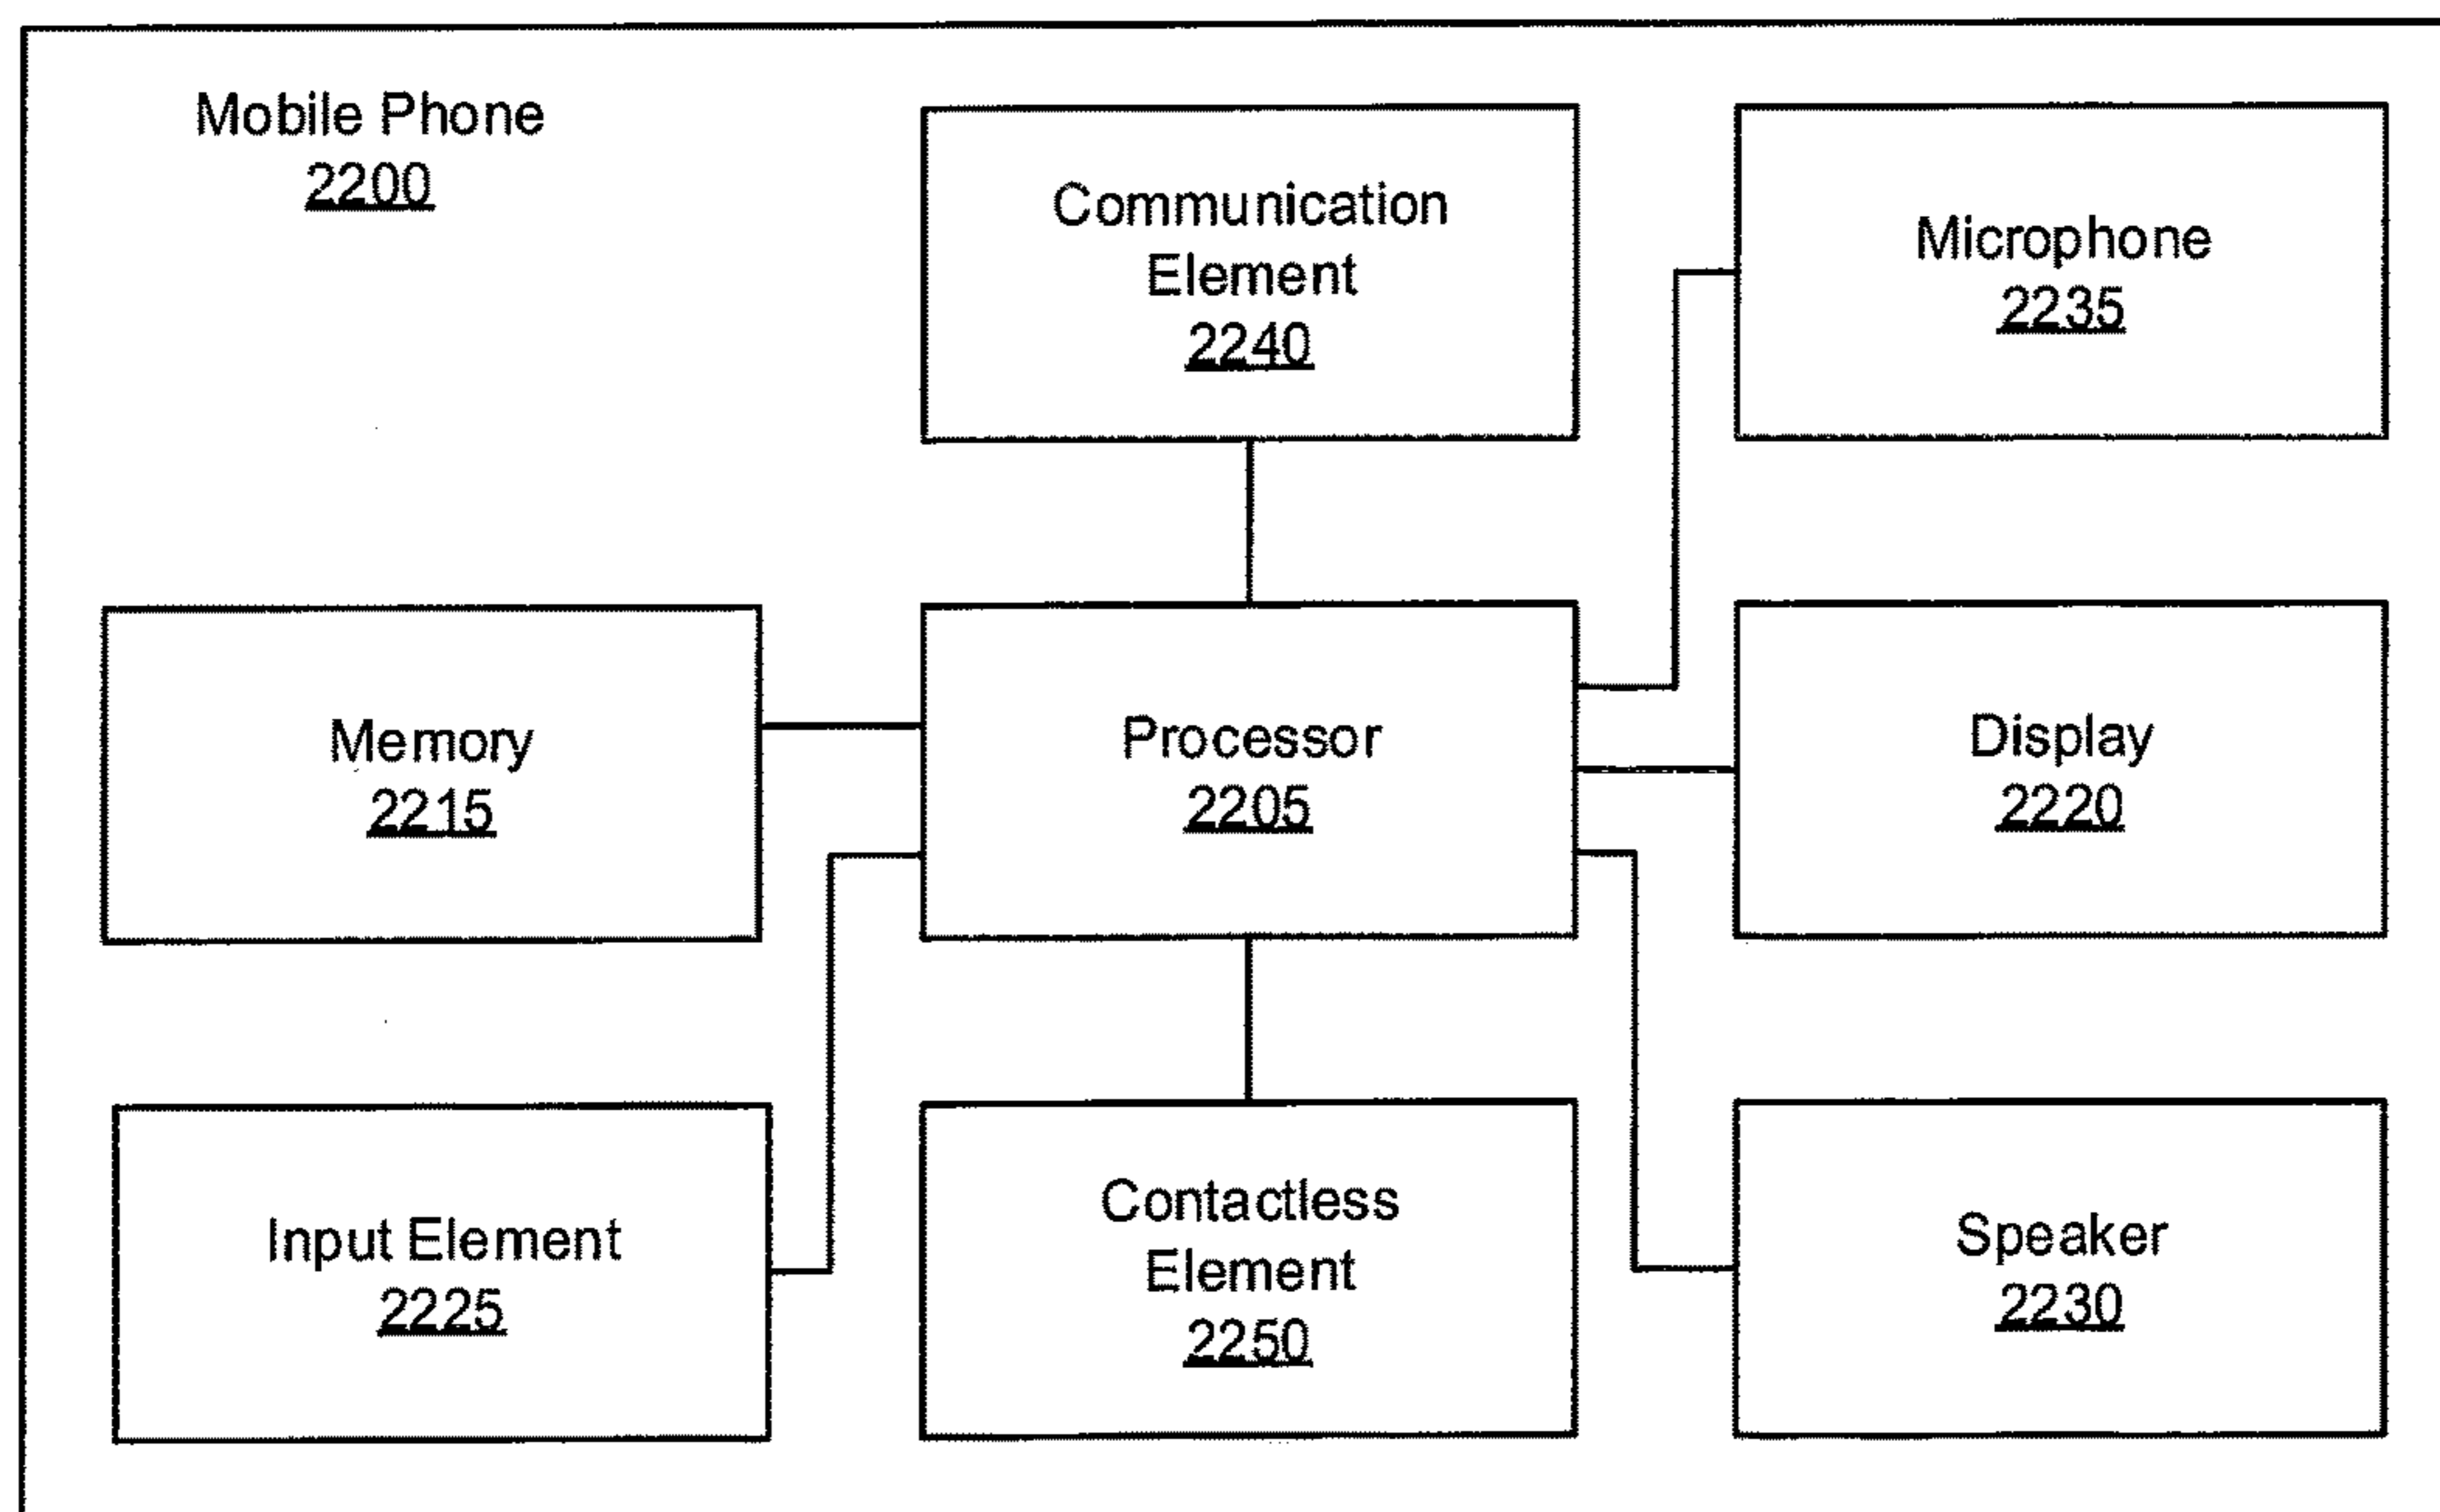 Mobile Phone
2200
Communication
Element
2240
Microphone
2235
Memory
2215
Processor
2205
Display
2220
Input Element
2225
Contactless
Element
2250
Speaker
2230